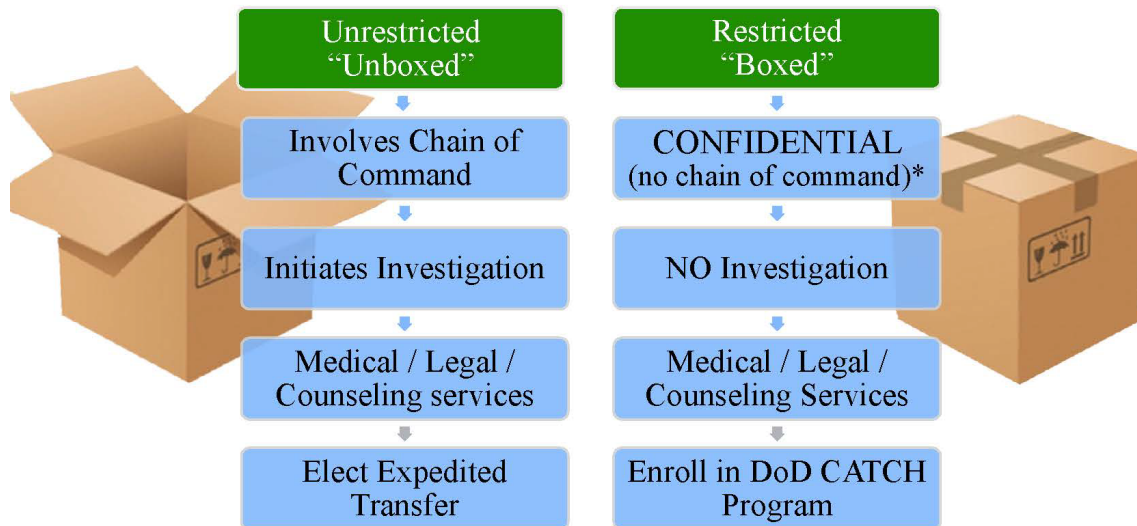 Unrestricted
“Unboxed”
Involves Chain of
Command
Initiates Investigation
Medical / Legal /
Counseling services
Elect Expedited
Transfer
Restricted
“Boxed”
CONFIDENTIAL
(no chain of command)*
NO Investigation
Medical / Legal /
Counseling Services
Enroll in DoD CATCH
Program